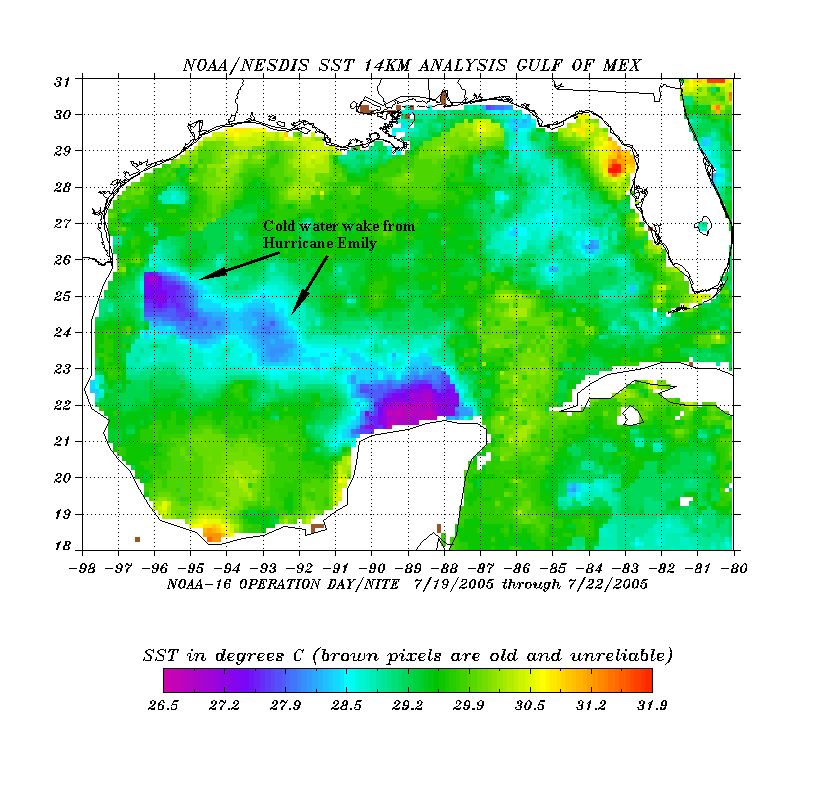 NOAA/NESDIS SST 14KM ANALYSIS GULF OF MEX
31
30
29
28
27
Cold water wake from
Hurricane Emily
26
25
24
23
22
21
20
19
18
-98 -97 -96 -95 -94 -93 -92 -91 -90 -89 -88 -87 -86 -85 -84 -83 -82 -81 -80
NOAA-16 OPERATION DAY/NITE 7/19/2005 through 7/22/2005
SST in degrees C (brown pixels are old and unreliable)
26.5 27.2 27.9 28.5 29.2 29.9 30.5 31.2 31.9